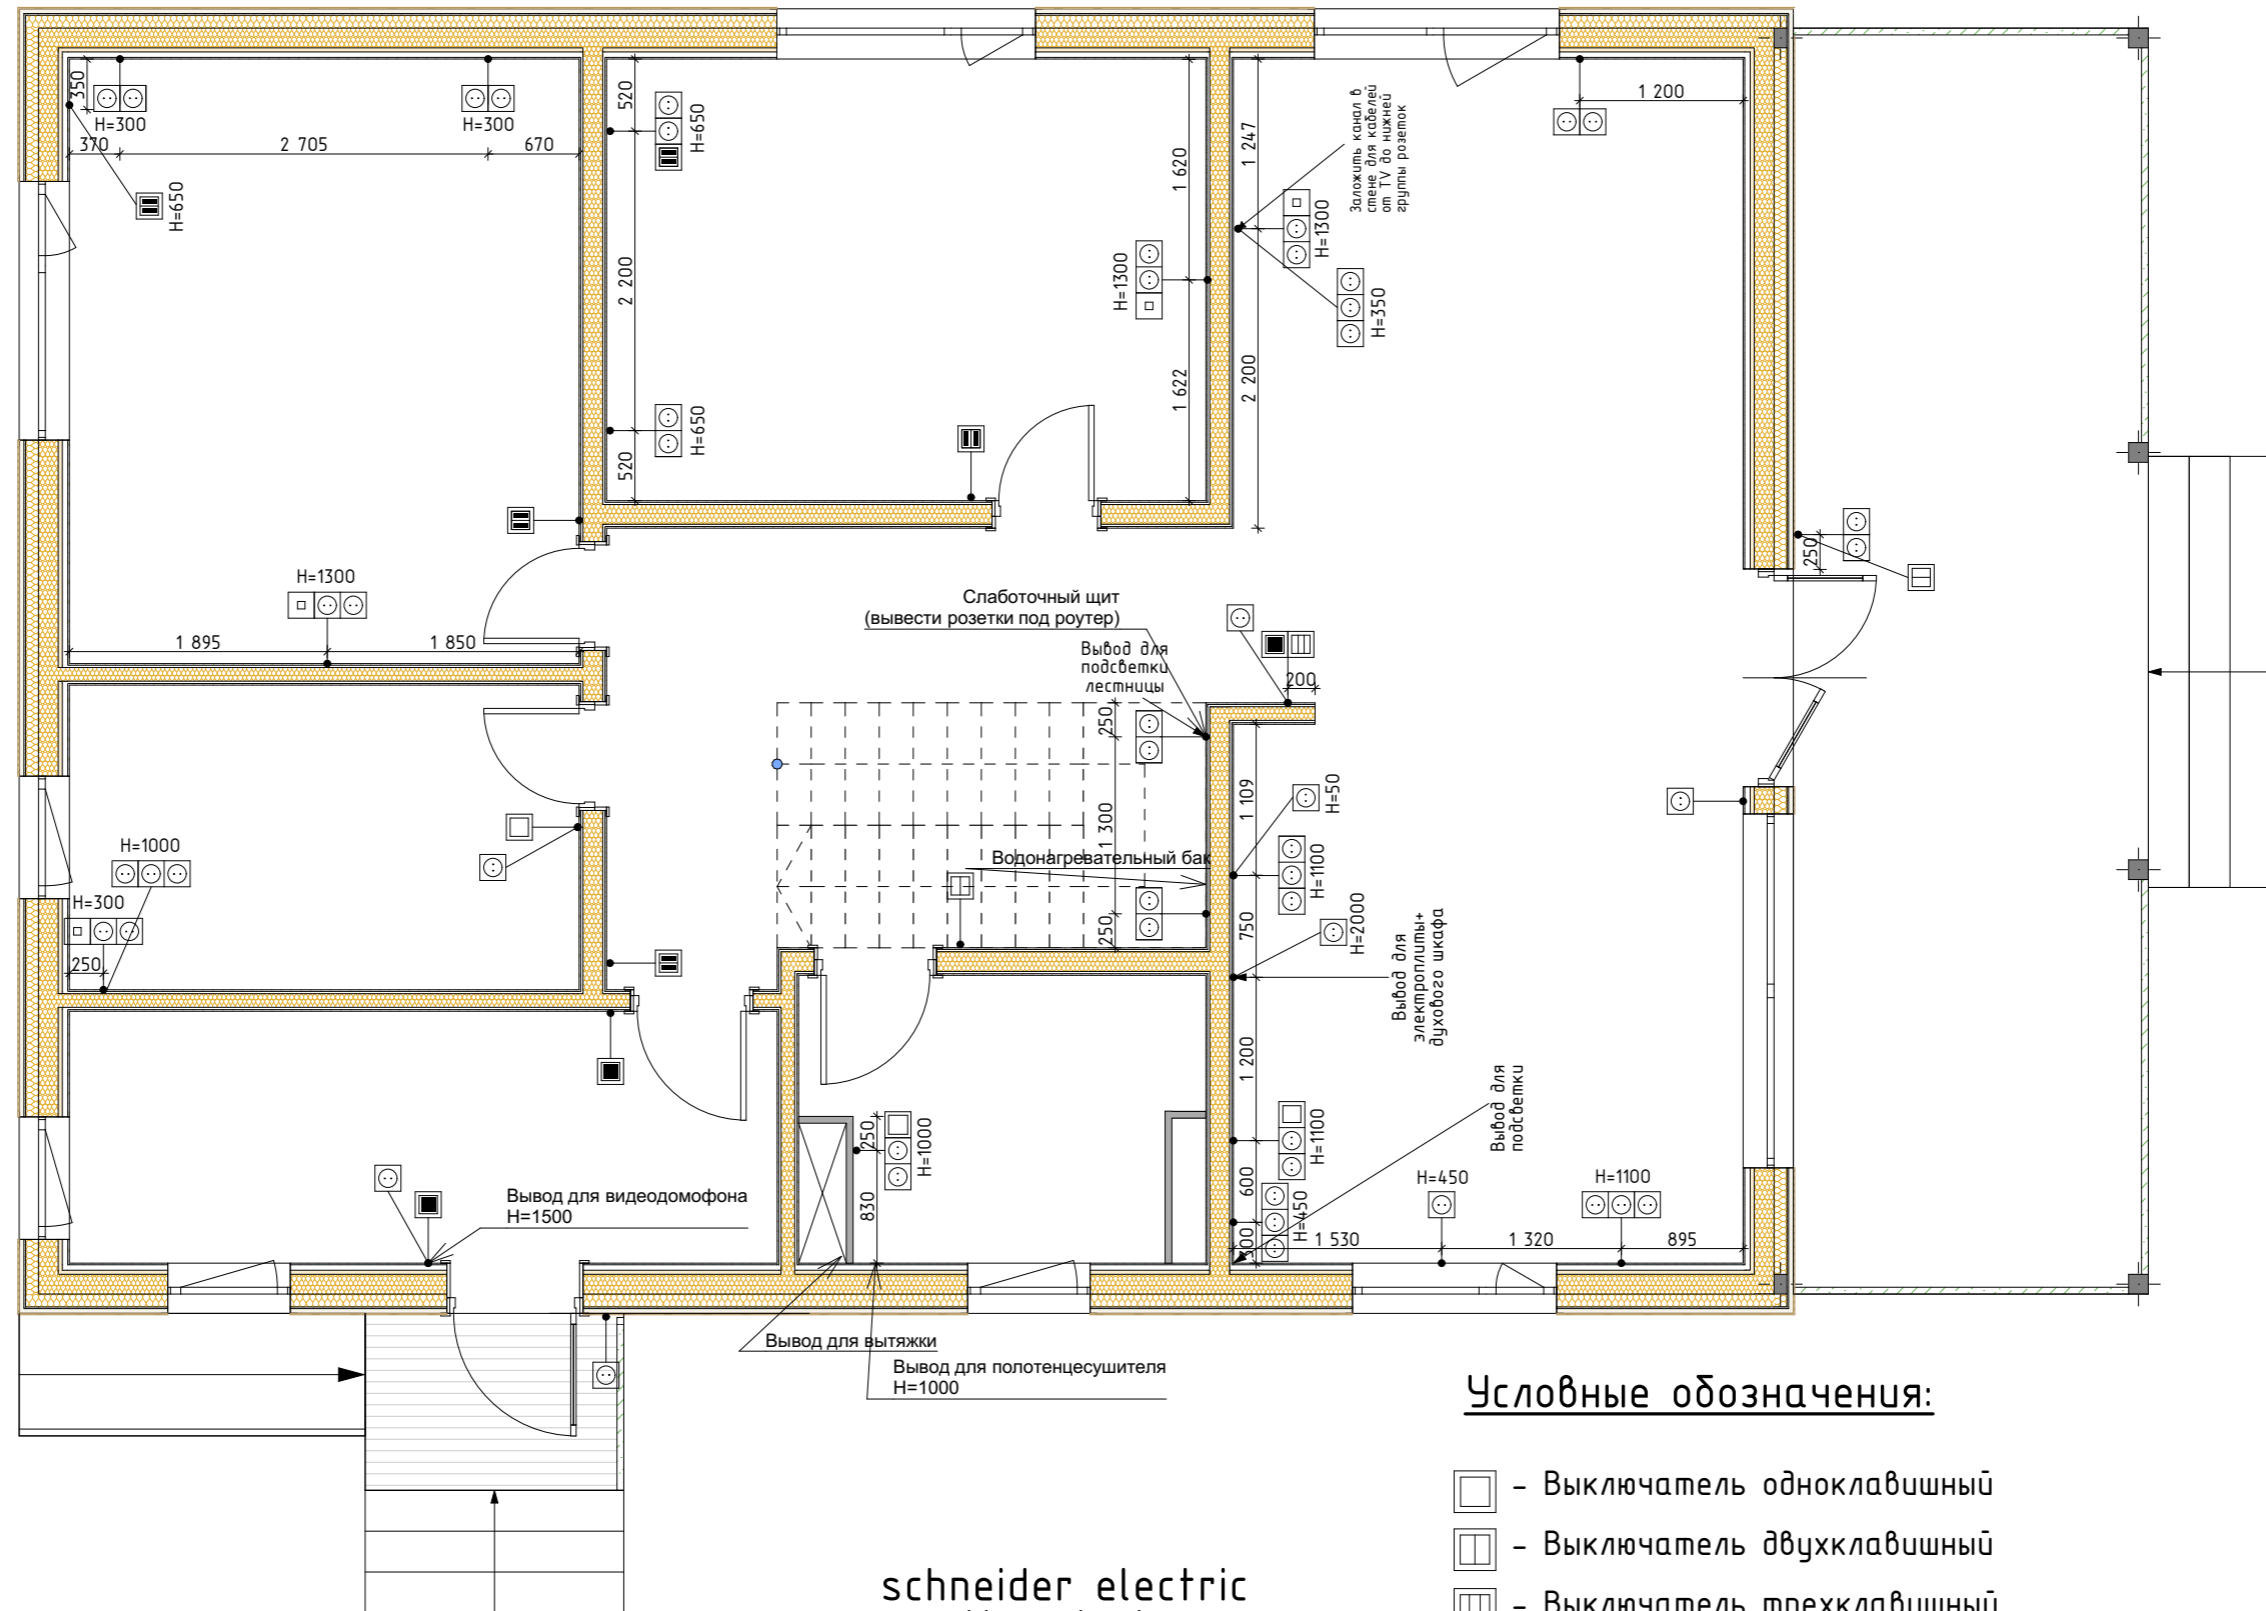 350
H=300
H=300
370
2 705
670
H=650
520
H=650
2 200
H=650
520
1 620
H=1300
1 622
1 247
2 200
H=1300
H=350
Заложить канал в
стене для кабелей
от TV до нижней
группы розеток
1 200
250
H=1300
1 895
1 850
Слаботочный щит
(вывести розетки под роутер)
Вывод для
подсветки
лестницы
200
250
1 300
250
Водонагревательный бак
1 109
H=50
H=1100
750
H=2000
Вывод для
электроплиты+
духового шкафа
1 200
H=1000
H=300
250
Вывод для видеодомофона
H=1500
250
830
H=1000
H=1100
600
H=450
Вывод для
подсветки
H=450
H=1100
1 530
1 320
895
Вывод для вытяжки
Вывод для полотенцесушителя
H=1000
Условные обозначения:
- Выключатель одноклавишный
- Выключатель двухклавишный
- Выключатель трехклавишный
schneider electric